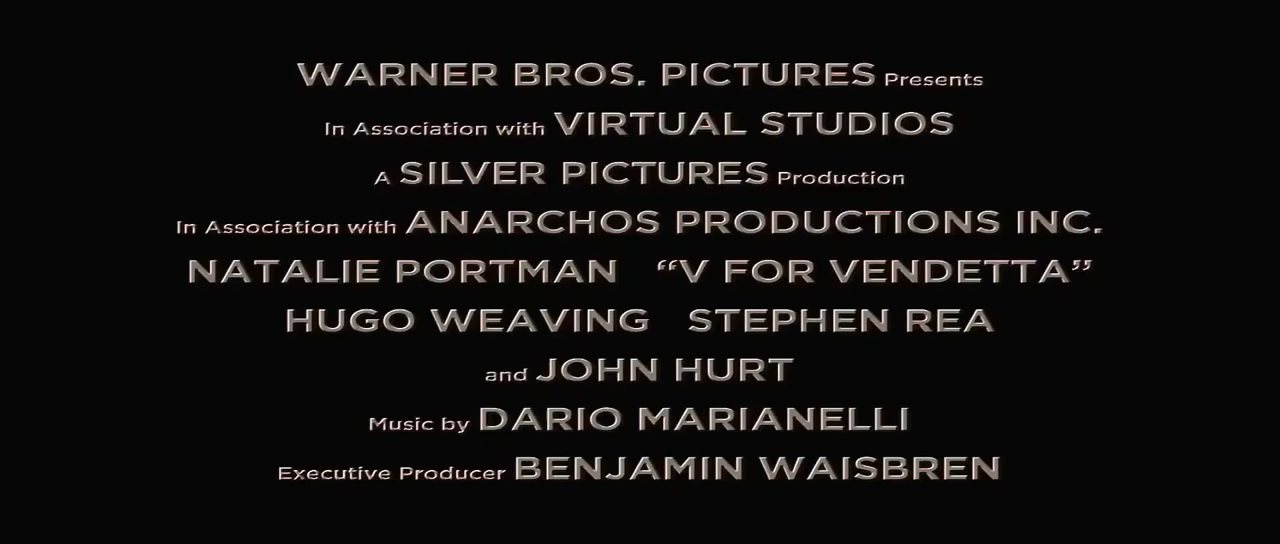 WARNER BROS. PICTURES Presents
In Association with VIRTUAL STUDIOS
A SILVER PICTURES Production
In Association with ANARCHOS PRODUCTIONS INC.
NATALIE PORTMAN “V FOR VENDETTA”
HUGO WEAVING STEPHEN REA
and JOHN HURT
Music by DARIO MARIANELLI
Executive Producer BENJAMIN WAISBREN